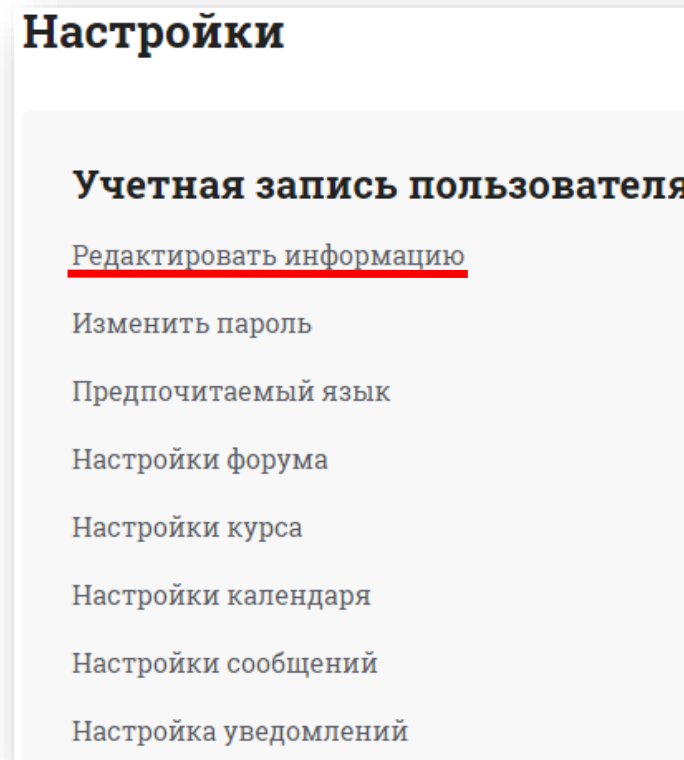 Настройки
Учетная запись пользователя
Редактировать информацию
Изменить пароль
Предпочитаемый язык
Настройки форума
Настройки курса
Настройки календаря
Настройки сообщений
Настройка уведомлений